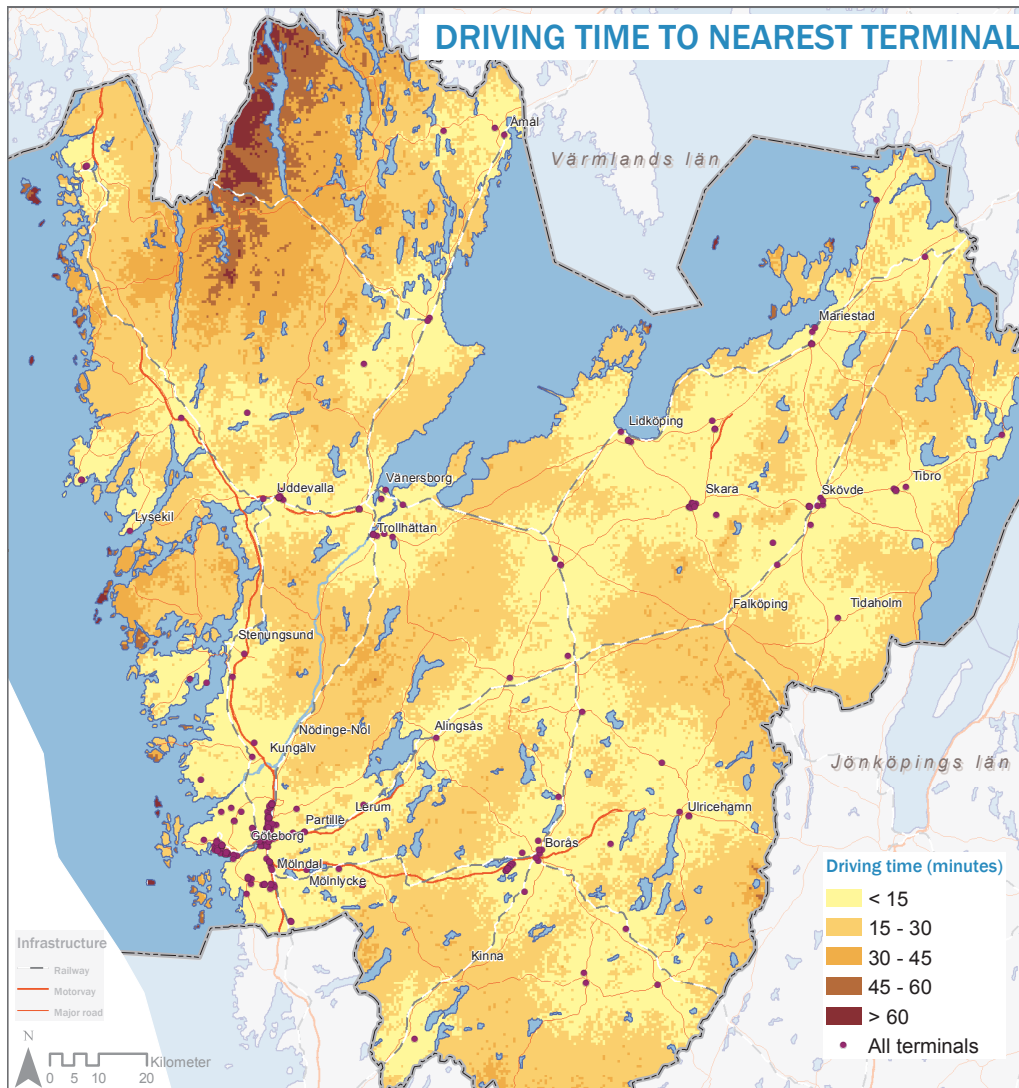 DRIVING TIME TO NEAREST TERMINAL
Åmål
Värmlands län
Mariestad
Lidköping
Uddevalla
Vänersborg
Skara
Skövde
Tibro
Lysekil
Trollhättan
Falköping
Tidaholm
Stenungsund
Nödinge-Nol
Alingsås
Kungälv
Jönköpings län
Lerum
Ulricehamn
Partille
Göteborg
Borås
Mölndal
Mölnlycke
Kinna
Driving time (minutes)
< 15
15 - 30
30 - 45
45 - 60
> 60
All terminals
Infrastructure
Railway
Motorvay
Major road
N
Kilometer
0 5 10 20